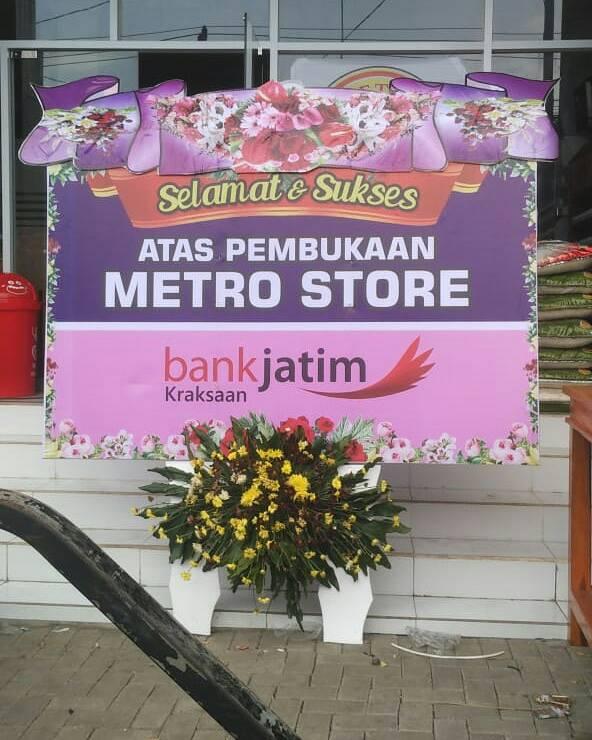 Selamat & Sukses
ATAS PEMBUKAAN
METRO STORE
bankjatim
Kraksaan